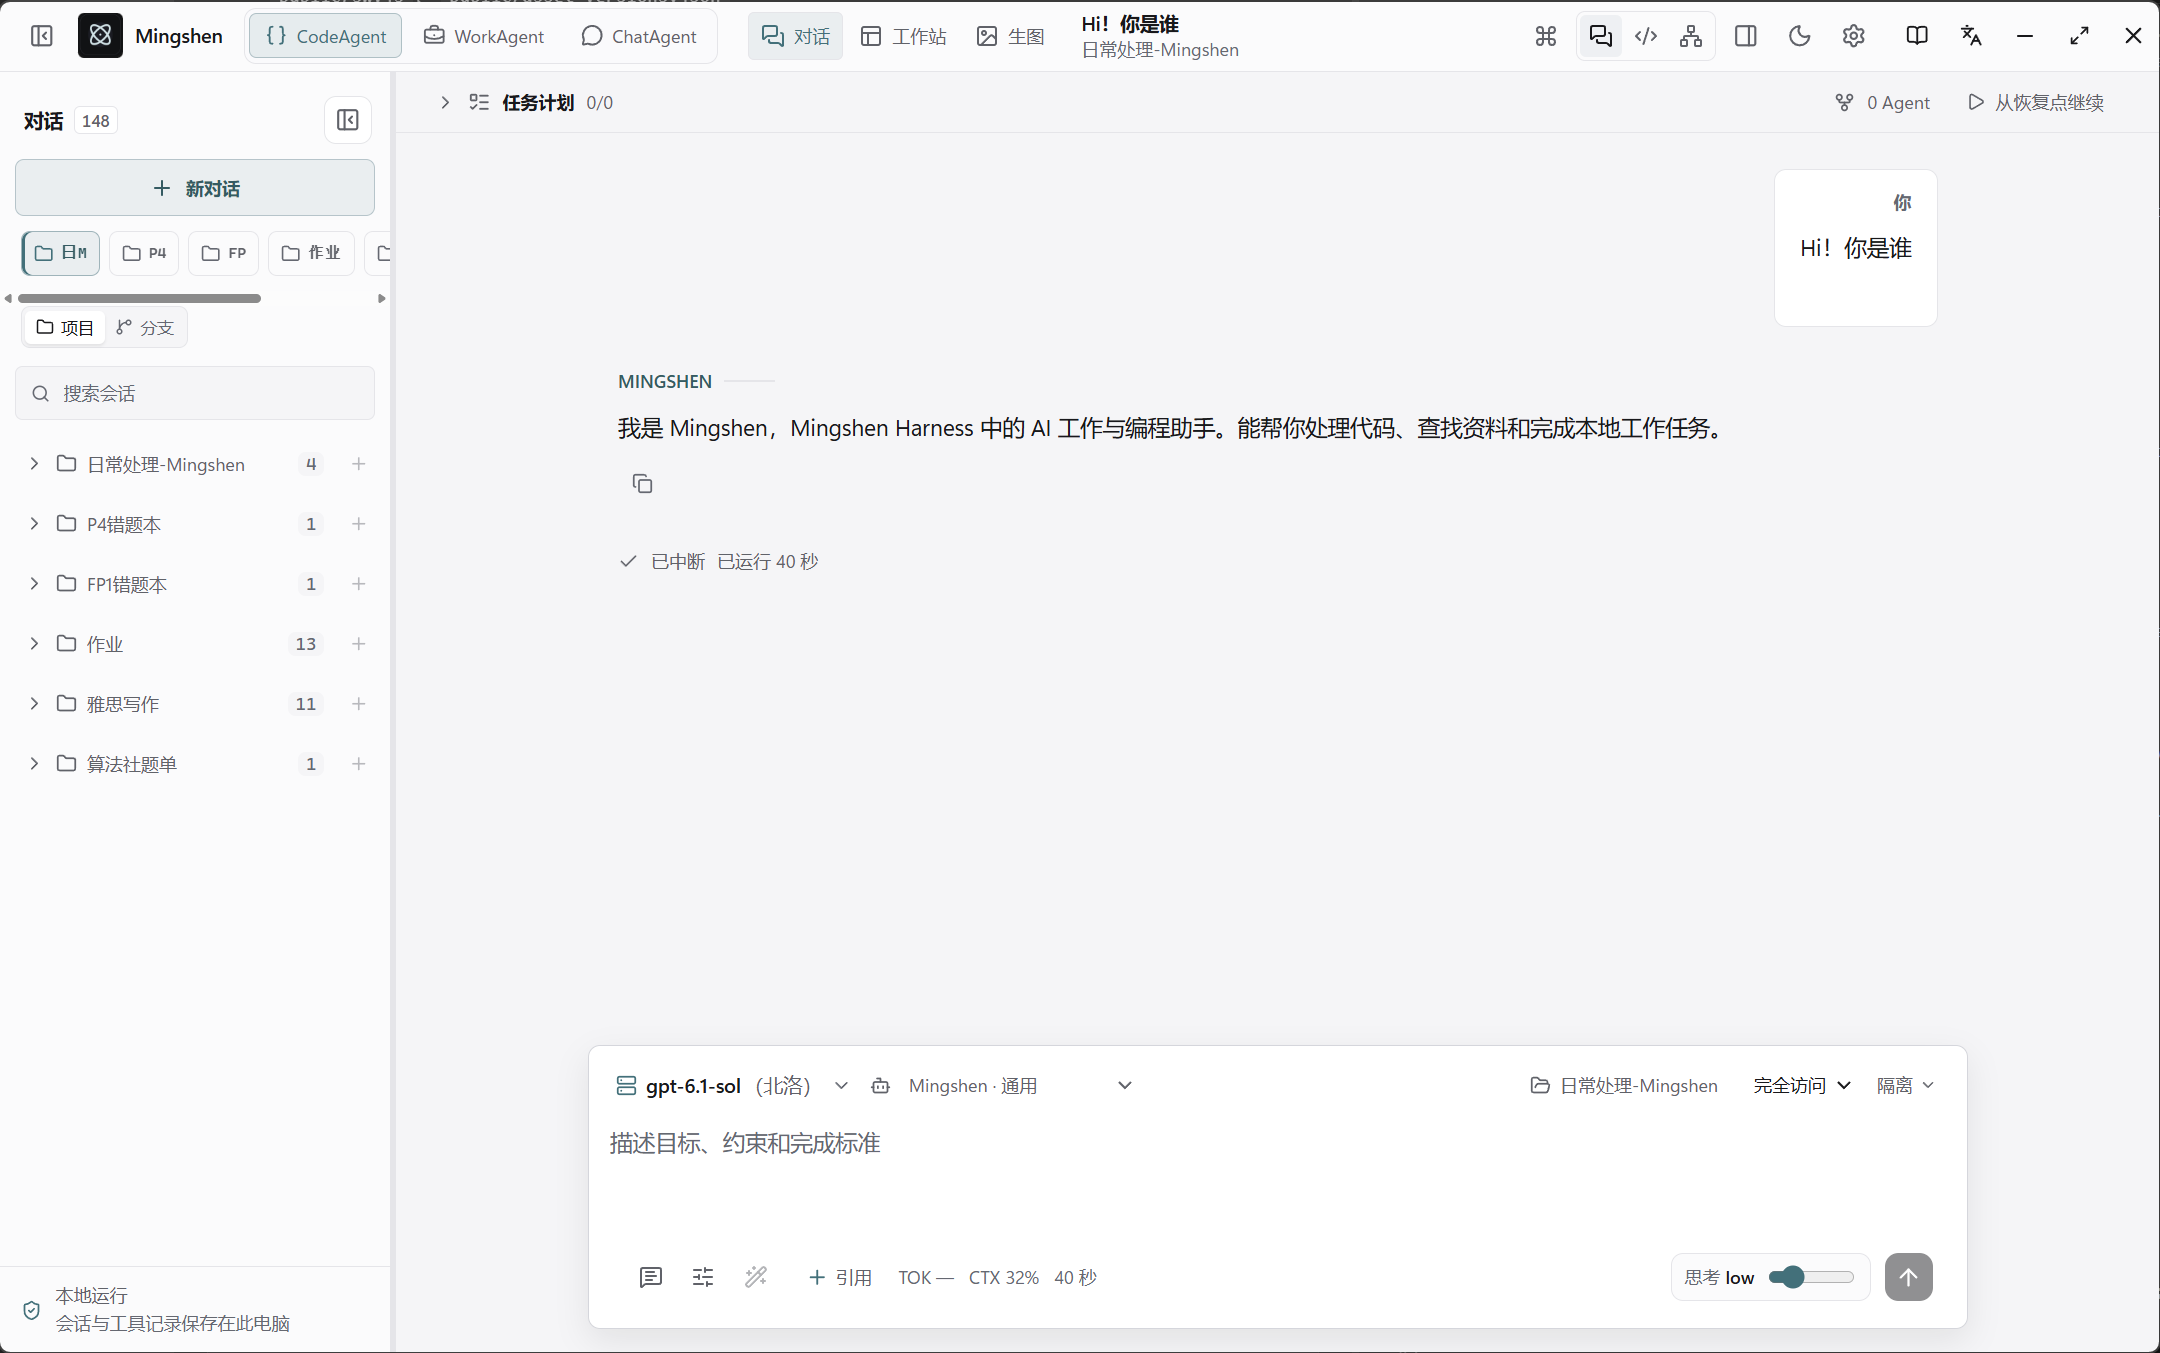 Mingshen
CodeAgent
WorkAgent
ChatAgent
对话
工作站
生图
Hi！你是谁
日常处理-Mingshen
对话 148
新对话
日M
P4
FP
作业
项目
分支
搜索会话
日常处理-Mingshen 4
P4错题本 1
FP1错题本 1
作业 13
雅思写作 11
算法社题单 1
本地运行
会话与工具记录保存在此电脑
任务计划 0/0
0 Agent
从恢复点继续
你
Hi！你是谁
MINGSHEN
我是 Mingshen，Mingshen Harness 中的 AI 工作与编程助手。能帮你处理代码、查找资料和完成本地工作任务。
已中断 已运行 40 秒
gpt-6.1-sol （北洛）
Mingshen · 通用
日常处理-Mingshen
完全访问
隔离
描述目标、约束和完成标准
引用
TOK — CTX 32% 40 秒
思考 low